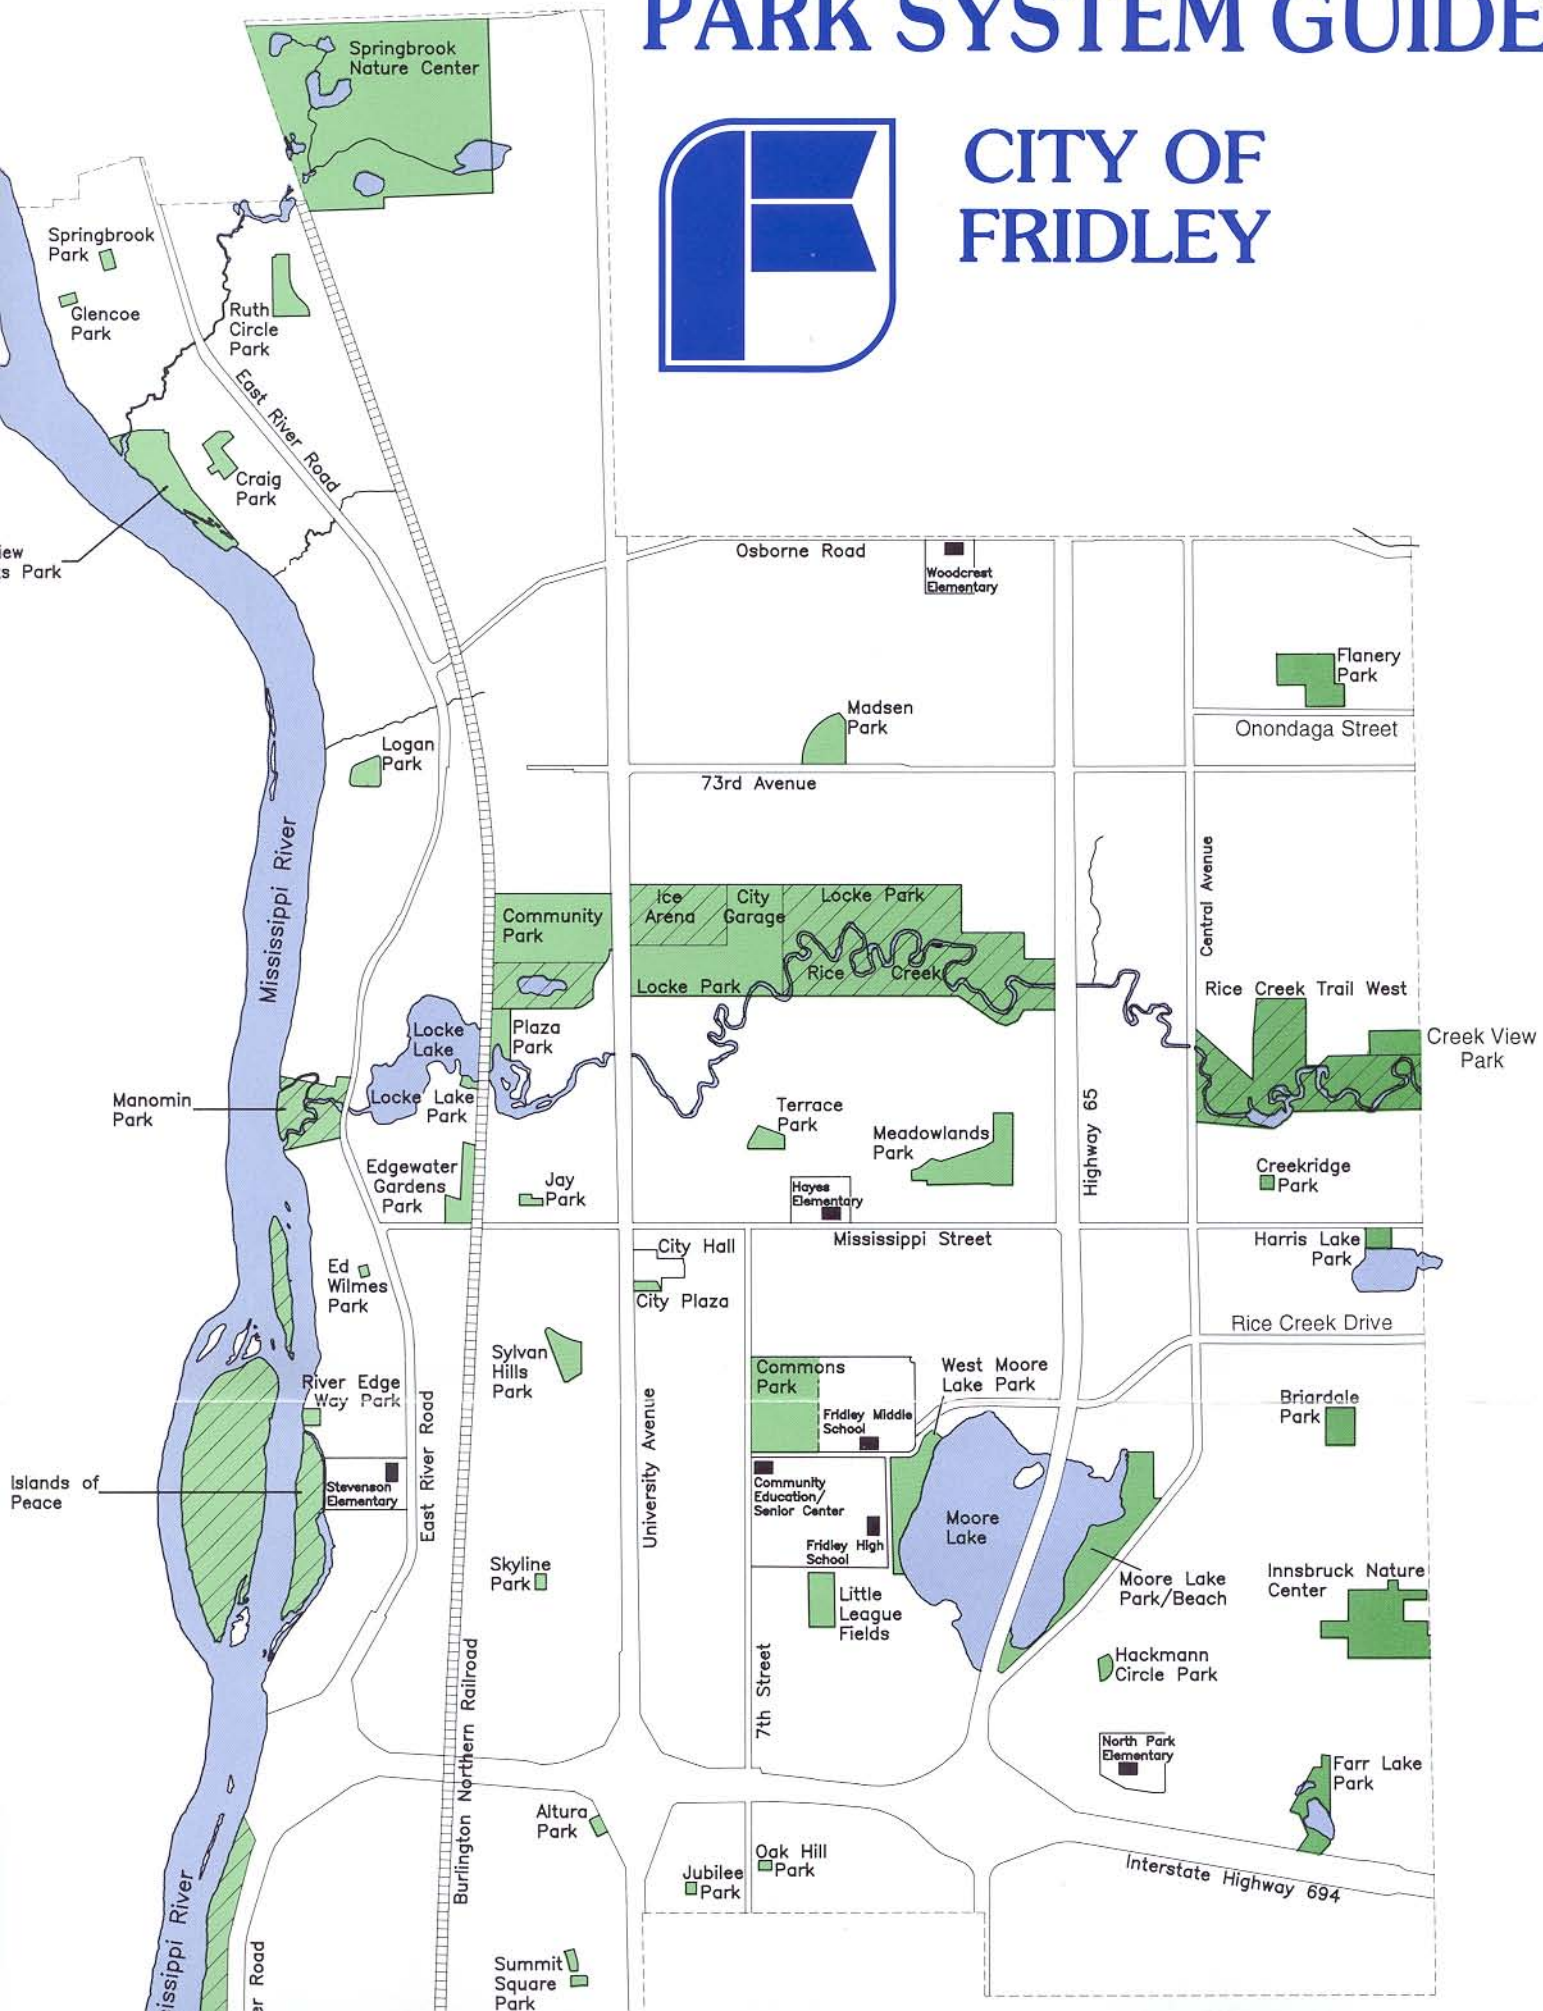 PARK SYSTEM GUIDE
CITY OF
FRIDLEY
Springbrook
Nature Center
Springbrook
Park
Glencoe
Park
Ruth
Circle
Park
East River Road
Craig
Park
iew
s Park
Osborne Road
Woodcrest
Elementary
Flanery
Park
Onondaga Street
Madsen
Park
73rd Avenue
Logan
Park
Mississippi River
Central Avenue
Community
Park
Ice
Arena
City
Garage
Locke Park
Locke Park
Rice Creek
Rice Creek Trail West
Creek View
Park
Locke
Lake
Plaza
Park
Locke Lake
Park
Manomin
Park
Terrace
Park
Meadowlands
Park
Highway 65
Edgewater
Gardens
Park
Jay
Park
Hayes
Elementary
Creekridge
Park
Mississippi Street
City Hall
City Plaza
Harris Lake
Park
Ed
Wilmes
Park
Rice Creek Drive
Sylvan
Hills
Park
Commons
Park
West Moore
Lake Park
River Edge
Way Park
Fridley Middle
School
Briardale
Park
East River Road
University Avenue
Islands of
Peace
Stevenson
Elementary
Community
Education/
Senior Center
Fridley High
School
Moore
Lake
Skyline
Park
Little
League
Fields
Moore Lake
Park/Beach
Innsbruck Nature
Center
7th Street
Hackmann
Circle Park
Burlington Northern Railroad
North Park
Elementary
Farr Lake
Park
Altura
Park
Oak Hill
Park
Jubilee
Park
Interstate Highway 694
issippi River
er Road
Summit
Square
Park